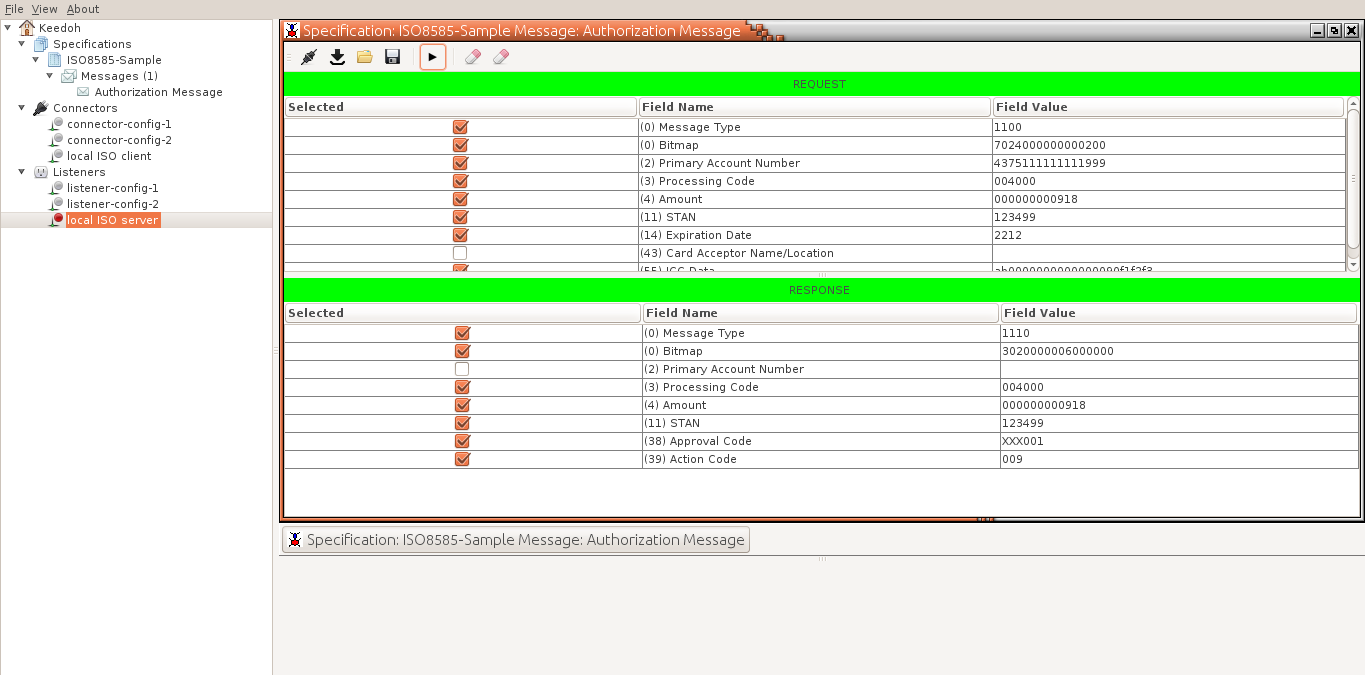 File View About
Keedoh
Specifications
ISO8585-Sample
Messages (1)
Authorization Message
Connectors
connector-config-1
connector-config-2
local ISO client
Listeners
listener-config-1
listener-config-2
local ISO server
Specification: ISO8585-Sample Message: Authorization Message
REQUEST
Selected Field Name Field Value
(0) Message Type 1100
(0) Bitmap 7024000000000200
(2) Primary Account Number 4375111111111999
(3) Processing Code 004000
(4) Amount 000000000918
(11) STAN 123499
(14) Expiration Date 2212
(43) Card Acceptor Name/Location
(55) ICC Data
RESPONSE
Selected Field Name Field Value
(0) Message Type 1110
(0) Bitmap 3020000006000000
(2) Primary Account Number
(3) Processing Code 004000
(4) Amount 000000000918
(11) STAN 123499
(38) Approval Code XXX001
(39) Action Code 009
Specification: ISO8585-Sample Message: Authorization Message